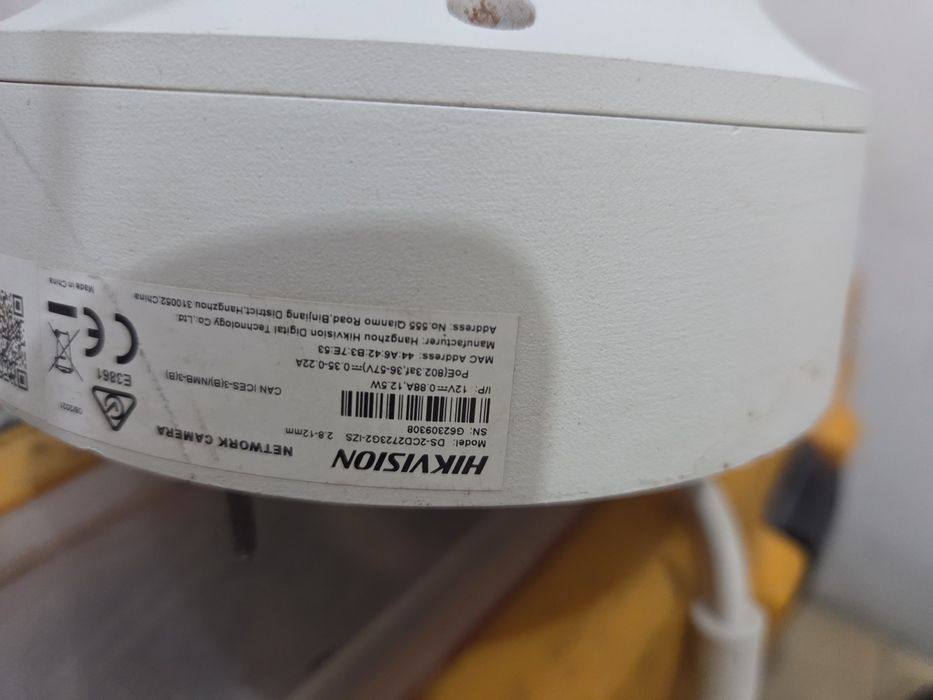 HIKVISION
NETWORK CAMERA
Model: DS-2CD2723G2-IZS 2.8-12mm
SN: G62309308
I/P: 12V⎓0.88A,12.5W
CAN ICES-3(B)/NMB-3(B)
PoE(802.3af,36-57V)⎓0.35-0.22A
MAC Address: 44:A6:42:B3:7E:53
Manufacturer: Hangzhou Hikvision Digital Technology Co.,Ltd.
Address: No.555 Qianmo Road,Binjiang District,Hangzhou 310052,China
08/2021
E3861
CE
Made in China